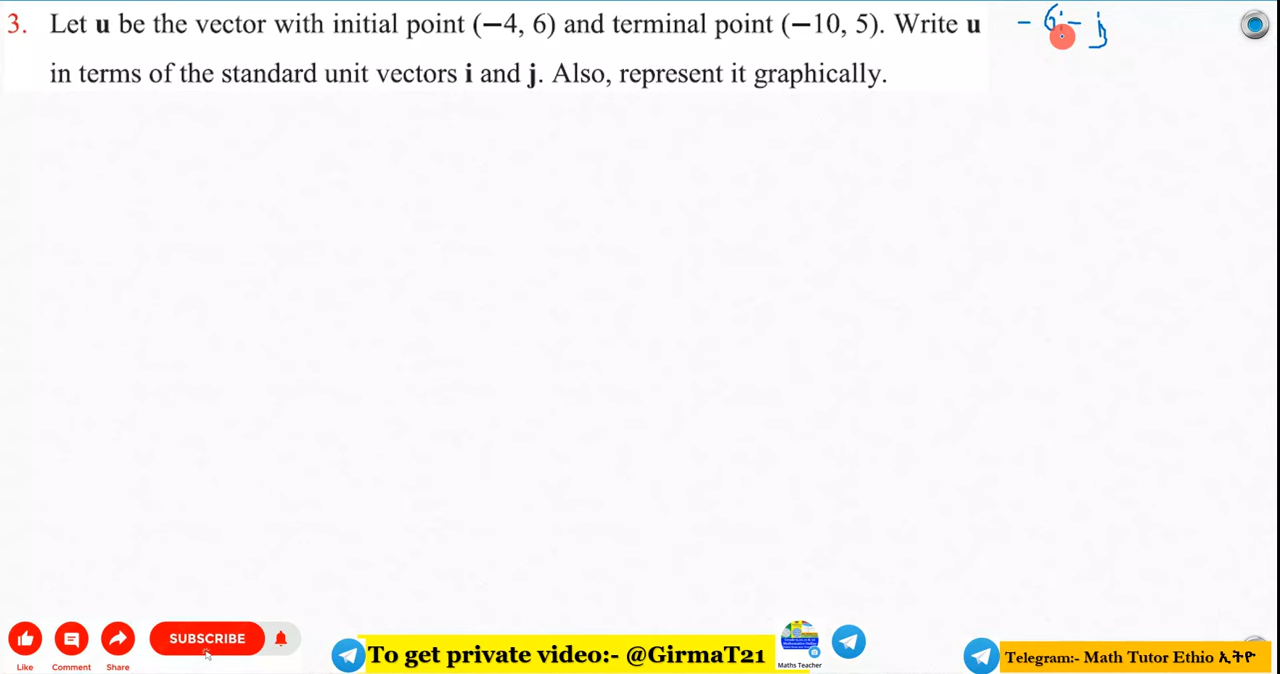 3. Let u be the vector with initial point (−4, 6) and terminal point (−10, 5). Write u
in terms of the standard unit vectors i and j. Also, represent it graphically.
- 6i - j
Like
Comment
Share
SUBSCRIBE
To get private video:- @GirmaT21
Maths Teacher
Telegram:- Math Tutor Ethio ኢትዮ